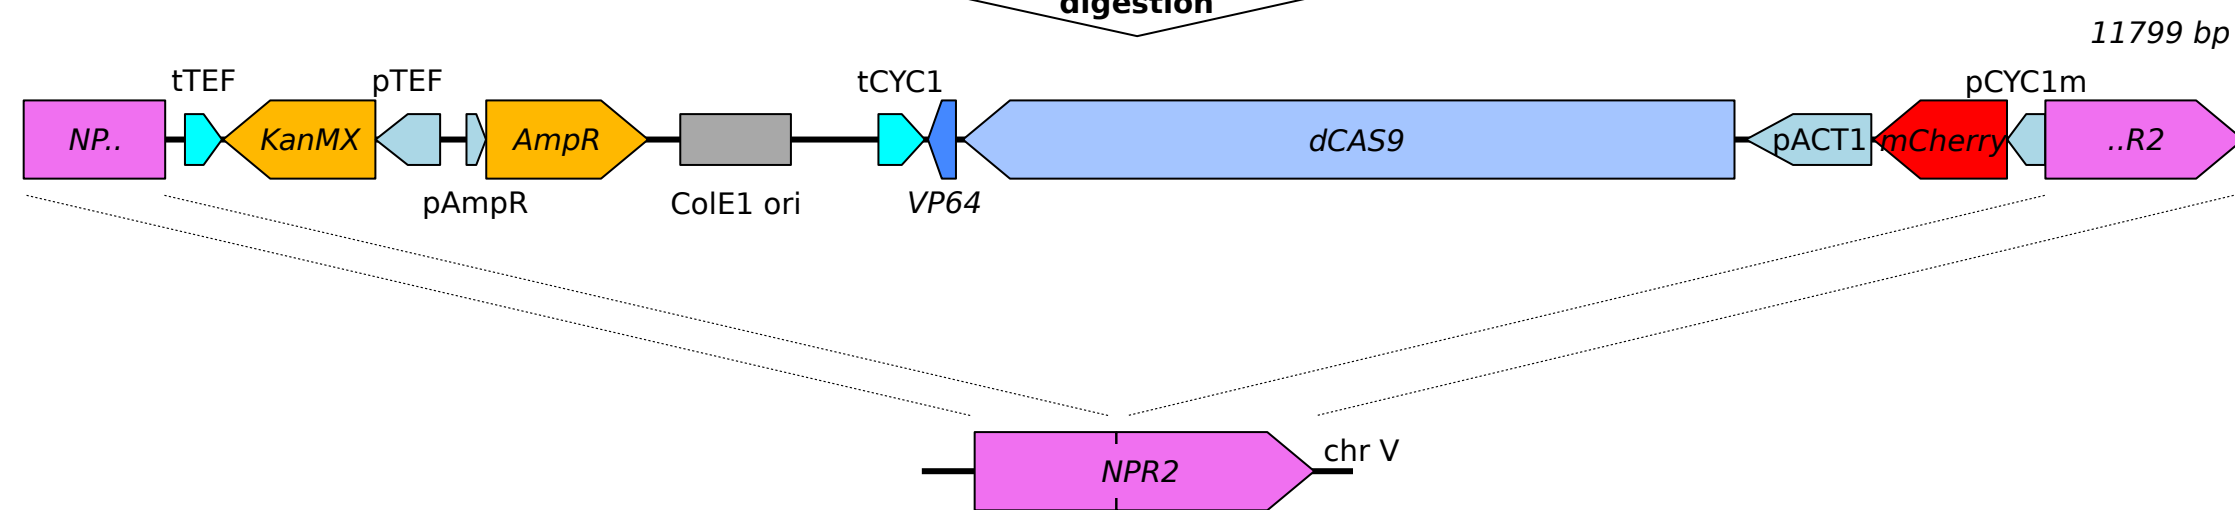 digestion
11799 bp
tTEF pTEF tCYC1 pCYC1m
NP.. KanMX AmpR dCAS9 pACT1 mCherry ..R2
pAmpR ColE1 ori VP64
chr V
NPR2